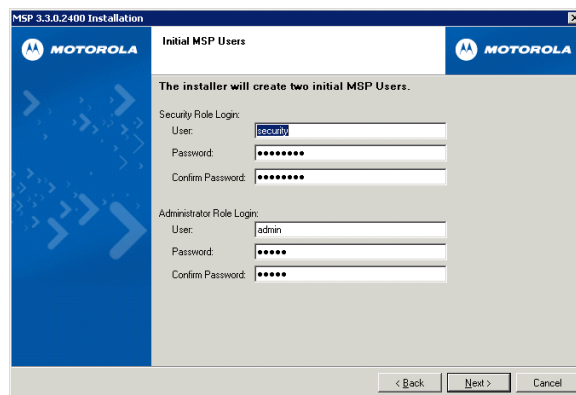 MSP 3.3.0.2400 Installation
MOTOROLA
Initial MSP Users
MOTOROLA
The installer will create two initial MSP Users.
Security Role Login:
User: security
Password: ••••••••
Confirm Password: ••••••••
Administrator Role Login:
User: admin
Password: •••••
Confirm Password: •••••
< Back Next > Cancel